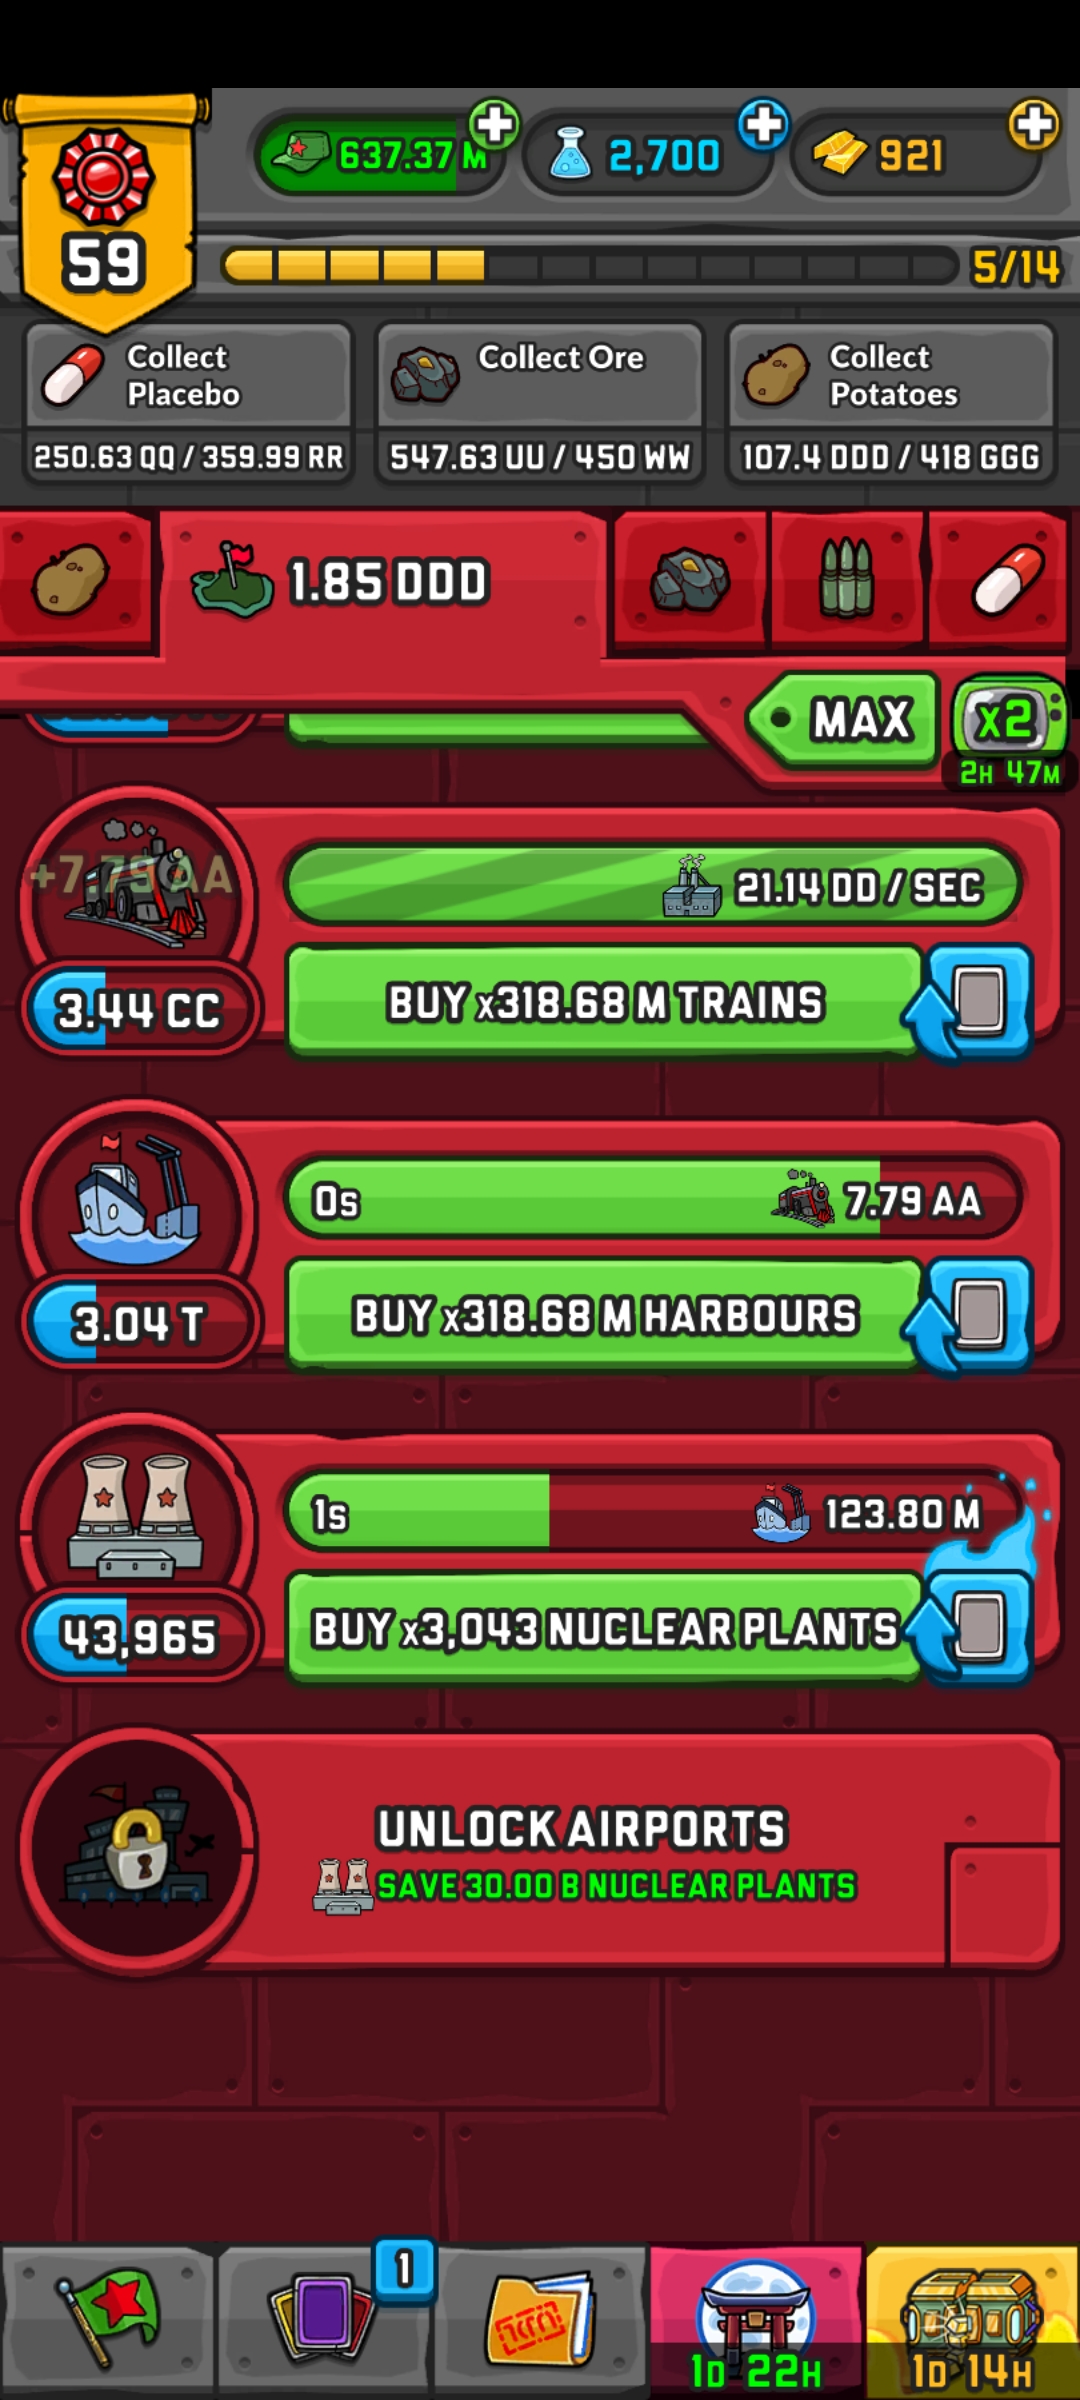 637.37 M
2,700
921
59
5/14
Collect
Placebo
250.63 QQ / 359.99 RR
Collect Ore
547.63 UU / 450 WW
Collect
Potatoes
107.4 DDD / 418 GGG
1.85 DDD
MAX
x2
2H 47M
+7.79 AA
21.14 DD / SEC
3.44 CC
BUY x318.68 M TRAINS
0s
7.79 AA
3.04 T
BUY x318.68 M HARBOURS
1s
123.80 M
43,965
BUY x3,043 NUCLEAR PLANTS
UNLOCK AIRPORTS
SAVE 30.00 B NUCLEAR PLANTS
1
1D 22H
1D 14H